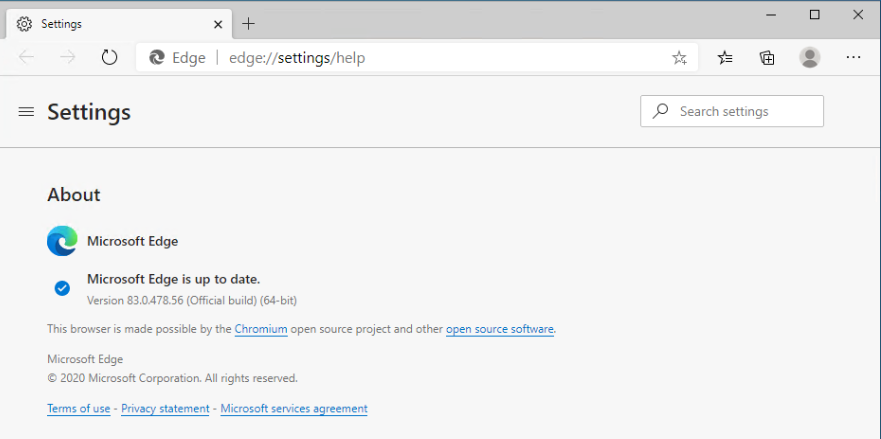 Settings
Edge | edge://settings/help
Settings
Search settings
About
Microsoft Edge
Microsoft Edge is up to date.
Version 83.0.478.56 (Official build) (64-bit)
This browser is made possible by the Chromium open source project and other open source software.
Microsoft Edge
© 2020 Microsoft Corporation. All rights reserved.
Terms of use - Privacy statement - Microsoft services agreement